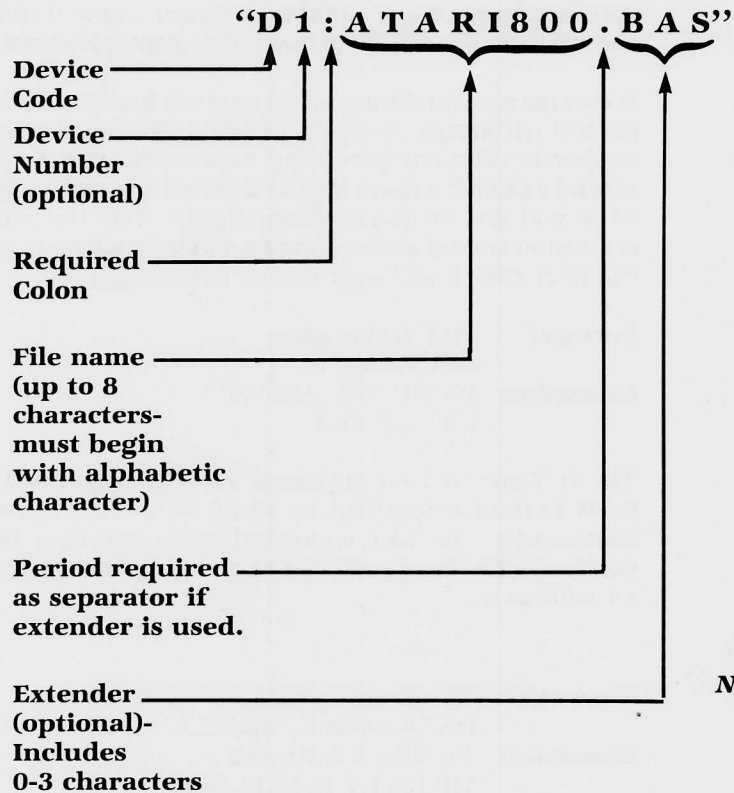 “D1:ATARI800.BAS”
Device
Code
Device
Number
(optional)
Required
Colon
File name
(up to 8
characters-
must begin
with alphabetic
character)
Period required
as separator if
extender is used.
Extender
(optional)-
Includes
0-3 characters
N